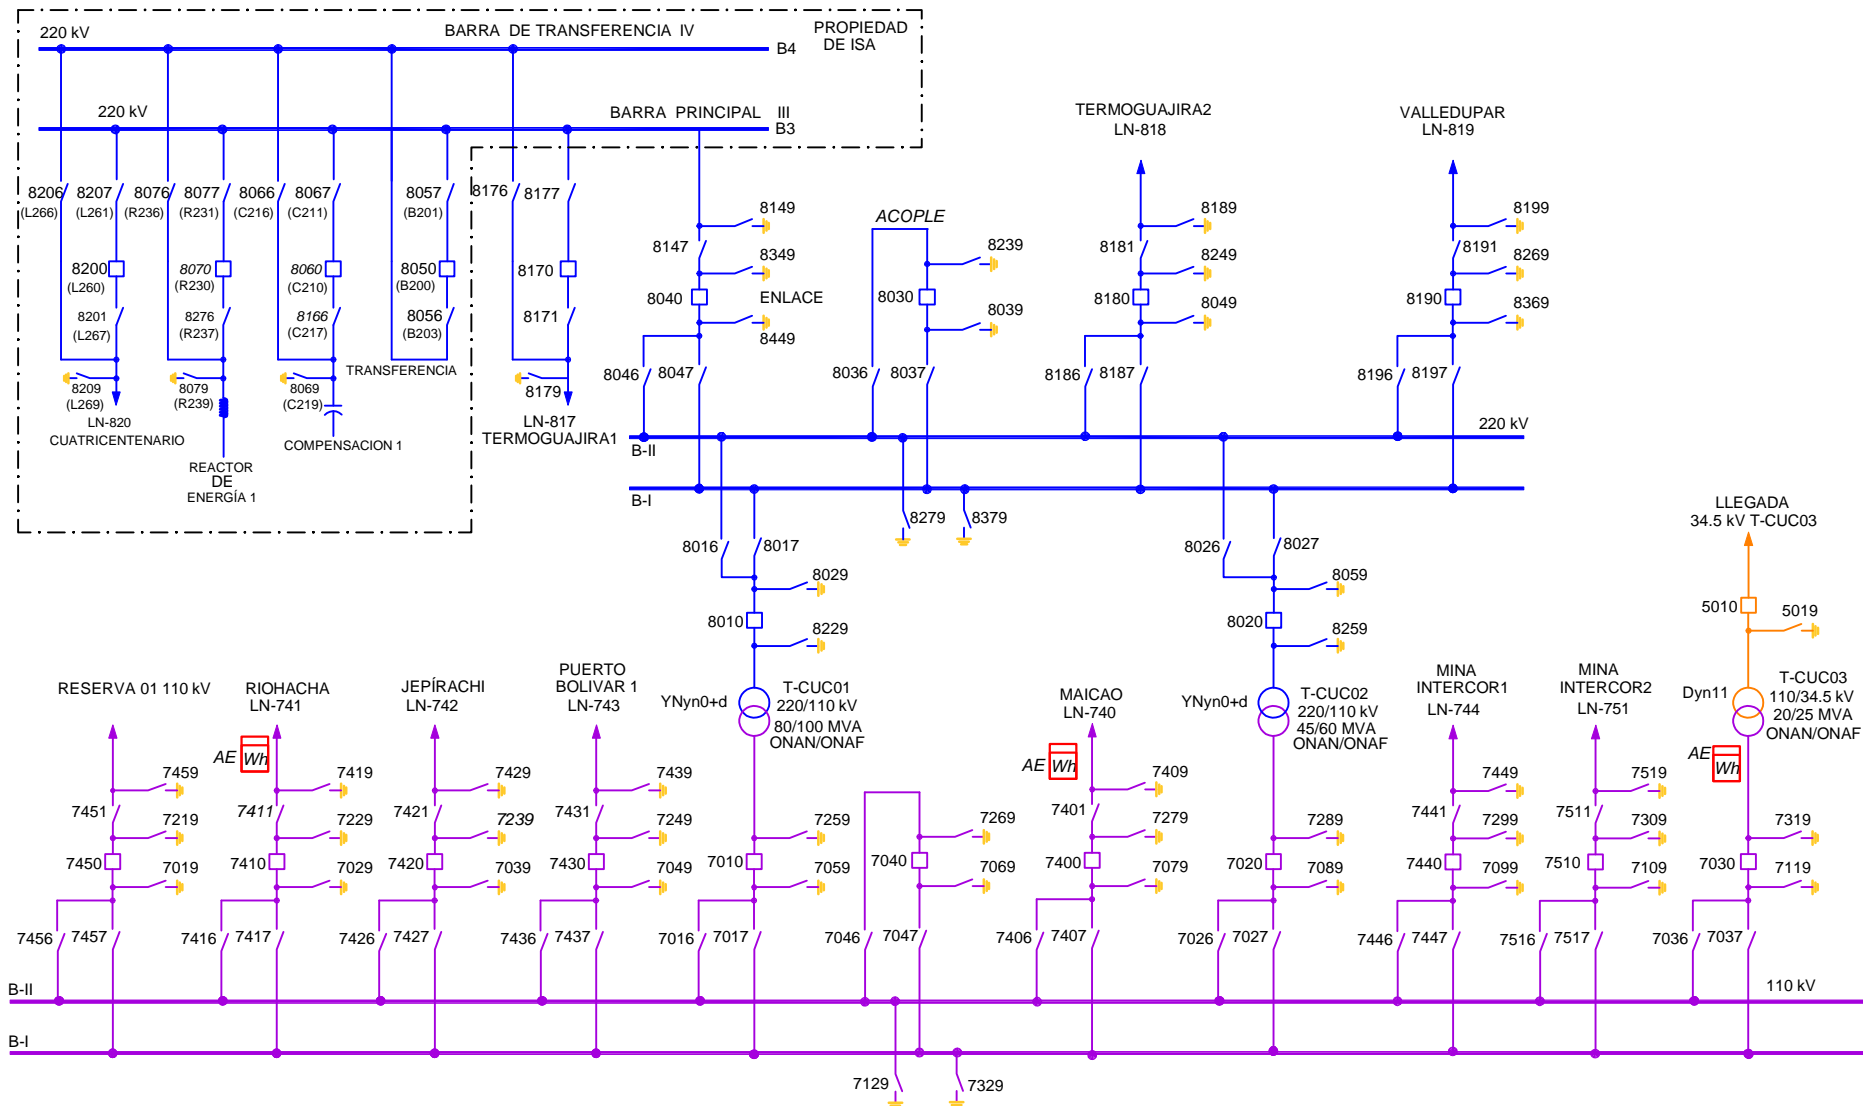 220 kV
BARRA DE TRANSFERENCIA IV
B4
PROPIEDAD
DE ISA
220 kV
BARRA PRINCIPAL III
B3
8206
(L266)
8207
(L261)
8076
(R236)
8077
(R231)
8066
(C216)
8067
(C211)
8057
(B201)
8176
8177
8200
(L260)
8070
(R230)
8060
(C210)
8050
(B200)
8170
8201
(L267)
8276
(R237)
8166
(C217)
8056
(B203)
8171
TRANSFERENCIA
8209
(L269)
8079
(R239)
8069
(C219)
8179
LN-820
CUATRICENTENARIO
REACTOR
DE
ENERGÍA 1
COMPENSACION 1
LN-817
TERMOGUAJIRA1
8149
8147
8349
8040
ENLACE
8449
8046
8047
ACOPLE
8239
8030
8039
8036
8037
TERMOGUAJIRA2
LN-818
8189
8181
8249
8180
8049
8186
8187
VALLEDUPAR
LN-819
8199
8191
8269
8190
8369
8196
8197
220 kV
B-II
B-I
8279
8379
8016
8017
8029
8010
8229
8026
8027
8059
8020
8259
LLEGADA
34.5 kV T-CUC03
5010
5019
Dyn11
T-CUC03
110/34.5 kV
20/25 MVA
ONAN/ONAF
YNyn0+d
T-CUC01
220/110 kV
80/100 MVA
ONAN/ONAF
YNyn0+d
T-CUC02
220/110 kV
45/60 MVA
ONAN/ONAF
RESERVA 01 110 kV
RIOHACHA
LN-741
JEPÍRACHI
LN-742
PUERTO
BOLIVAR 1
LN-743
MAICAO
LN-740
MINA
INTERCOR1
LN-744
MINA
INTERCOR2
LN-751
AE
Wh
AE
Wh
AE
Wh
7459
7419
7429
7439
7409
7449
7519
7451
7411
7421
7431
7401
7441
7511
7219
7229
7239
7249
7259
7269
7279
7289
7299
7309
7319
7450
7410
7420
7430
7010
7040
7400
7020
7440
7510
7030
7019
7029
7039
7049
7059
7069
7079
7089
7099
7109
7119
7456
7457
7416
7417
7426
7427
7436
7437
7016
7017
7046
7047
7406
7407
7026
7027
7446
7447
7516
7517
7036
7037
B-II
110 kV
B-I
7129
7329